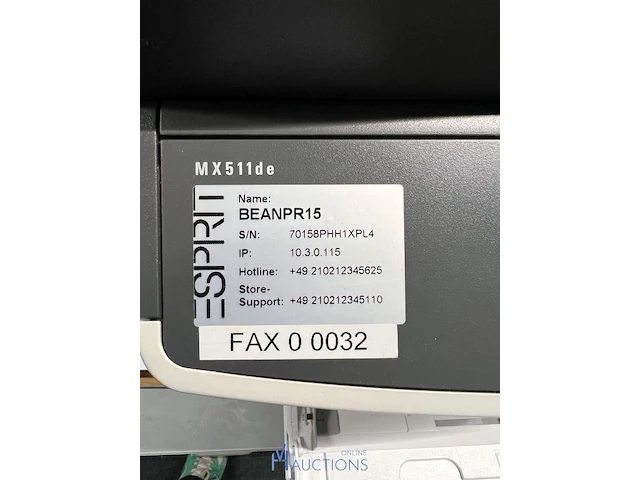 MX511de
ESPRIT
Name:
BEANPR15
S/N: 70158PHH1XPL4
IP: 10.3.0.115
Hotline: +49 210212345625
Store-
Support: +49 210212345110
FAX 0 0032
ONLINE
AUCTIONS